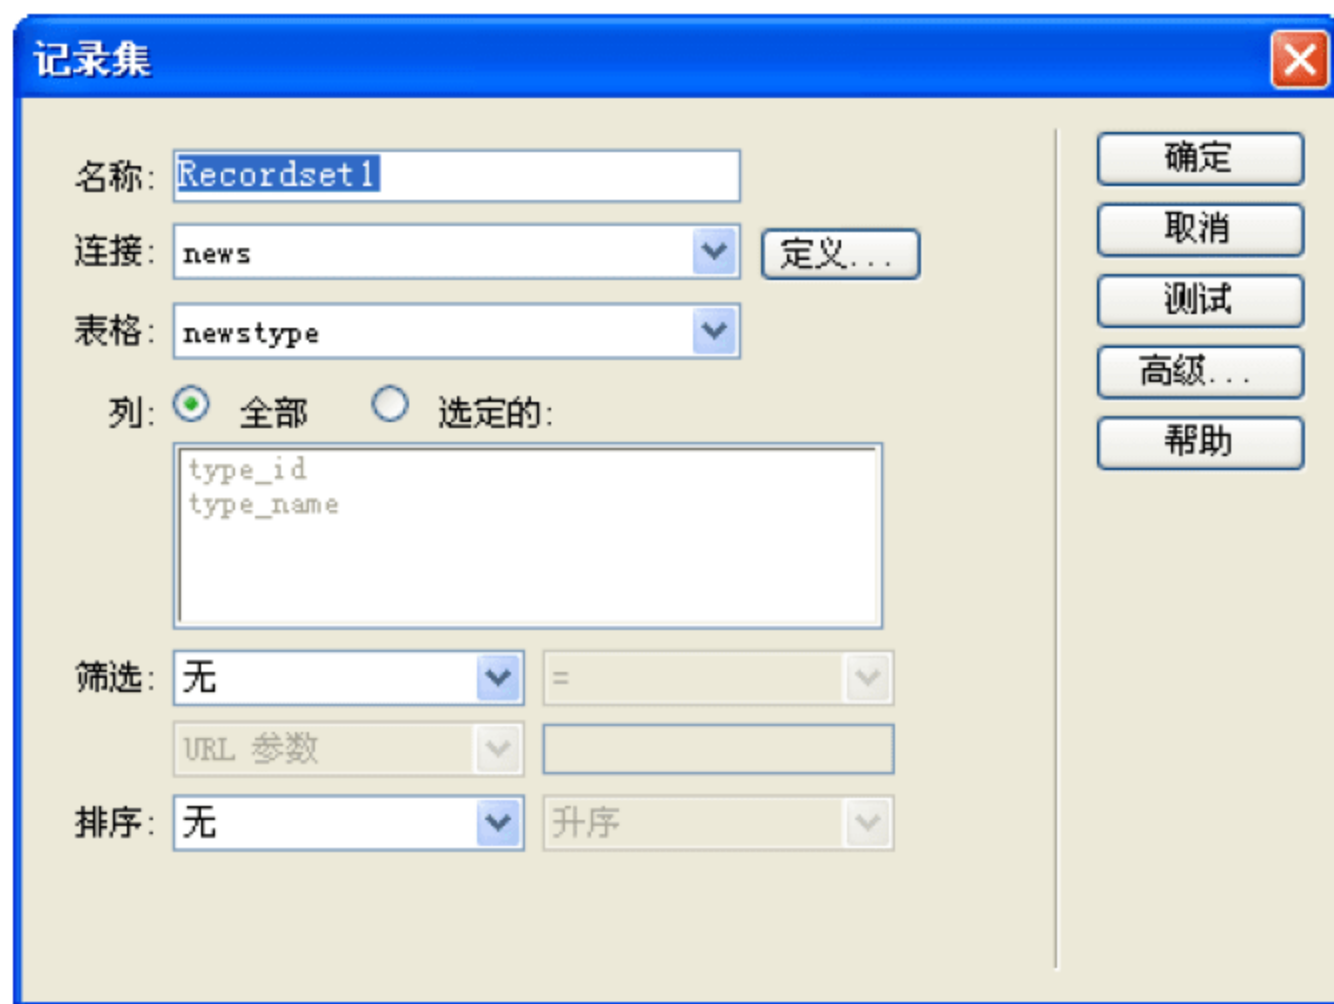 记录集
名称: Recordset1
连接: news 定义...
表格: newstype
列: 全部 选定的:
type_id
type_name
筛选: 无 =
URL 参数
排序: 无 升序
确定
取消
测试
高级...
帮助